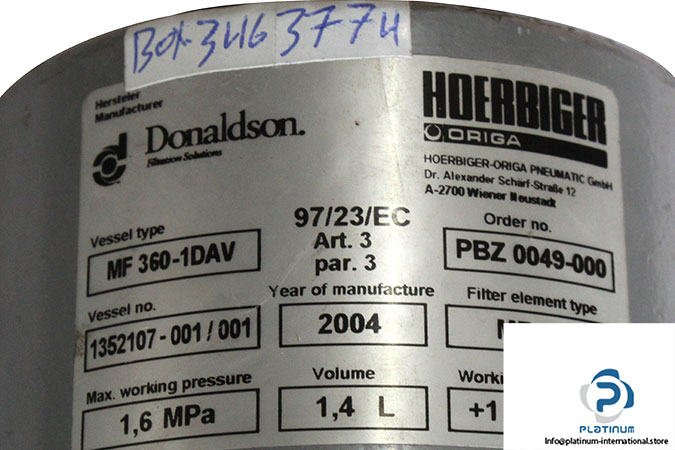 Box 3463 3774
Hersteller
Manufacturer
Donaldson.
Filtration Solutions
HOERBIGER
ORIGA
HOERBIGER-ORIGA PNEUMATIC GmbH
Dr. Alexander Schärf-Straße 12
A-2700 Wiener Neustadt
97/23/EC
Art. 3
par. 3
Vessel type
MF 360-1DAV
Order no.
PBZ 0049-000
Vessel no.
1352107-001/001
Year of manufacture
2004
Filter element type
Max. working pressure
1,6 MPa
Volume
1,4 L
+1
PLATINUM
Info@platinum-international.store